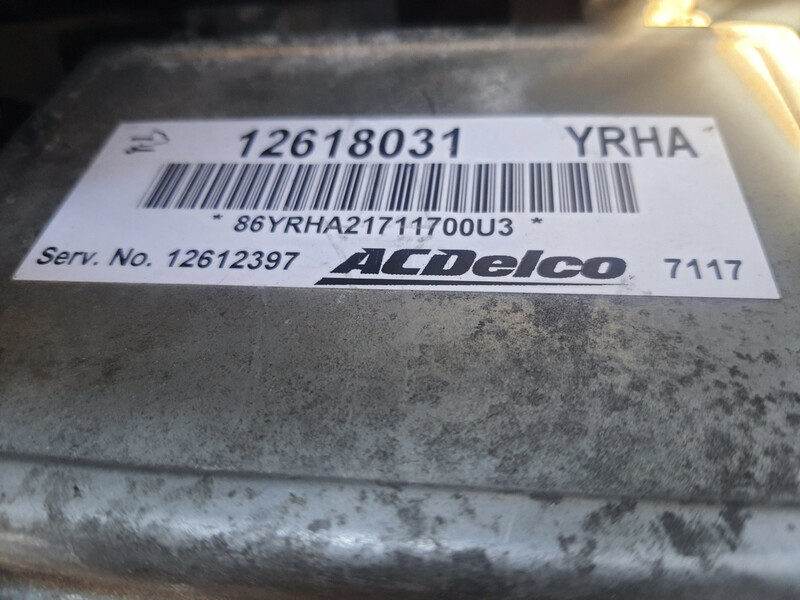 12618031 YRHA
* 86YRHA21711700U3 *
Serv. No. 12612397 ACDelco 7117